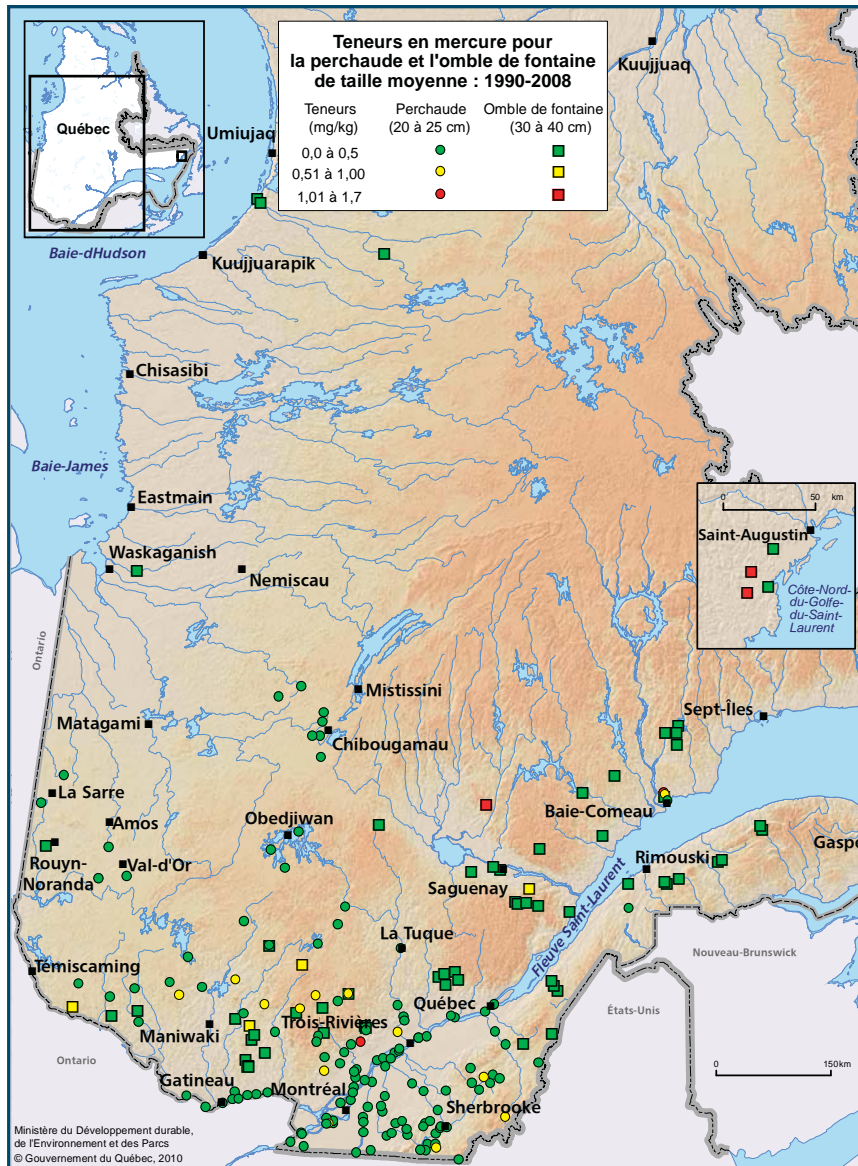 Teneurs en mercure pour
la perchaude et l'omble de fontaine
de taille moyenne : 1990-2008
Teneurs
(mg/kg)
Perchaude
(20 à 25 cm)
Omble de fontaine
(30 à 40 cm)
0,0 à 0,5
0,51 à 1,00
1,01 à 1,7
Québec
Kuujjuaq
Umiujaq
Baie-dHudson
Kuujjuarapik
Chisasibi
Baie-James
Eastmain
Waskaganish
Nemiscau
0
50
Saint-Augustin
Côte-Nord-
du-Golfe-
du-Saint-
Laurent
Ontario
Mistissini
Matagami
Chibougamau
Sept-Îles
La Sarre
Amos
Obedjiwan
Baie-Comeau
Rouyn-
Noranda
Val-d'Or
Saguenay
Rimouski
Gaspé
Fleuve Saint-Laurent
La Tuque
Témiscaming
Nouveau-Brunswick
Québec
États-Unis
Maniwaki
Trois-Rivières
Ontario
Gatineau
Montréal
Sherbrooke
0
150km
Ministère du Développement durable,
de l'Environnement et des Parcs
© Gouvernement du Québec, 2010